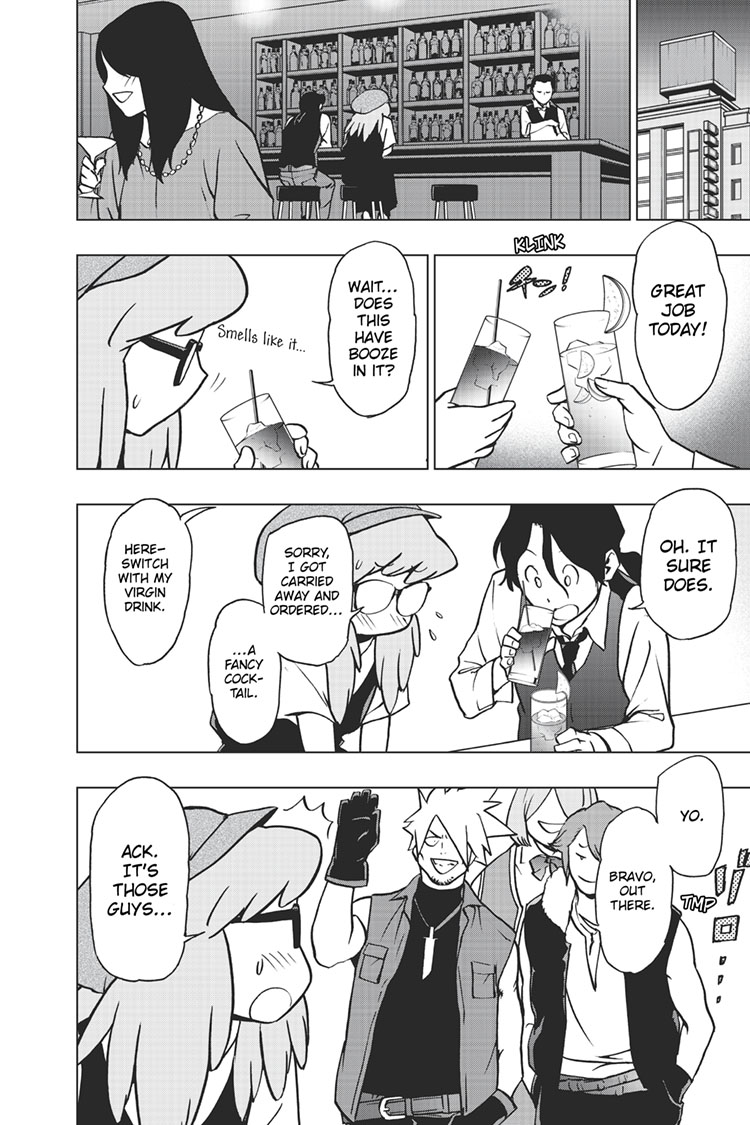 GREAT
JOB
TODAY!
KLINK
チン!
WAIT...
DOES
THIS
HAVE
BOOZE
IN IT?
Smells like it...
OH. IT
SURE
DOES.
SORRY,
I GOT
CARRIED
AWAY AND
ORDERED...
...A
FANCY
COCK-
TAIL.
HERE-
SWITCH
WITH MY
VIRGIN
DRINK.
YO.
BRAVO,
OUT
THERE.
TMP
ACK.
IT'S
THOSE
GUYS...